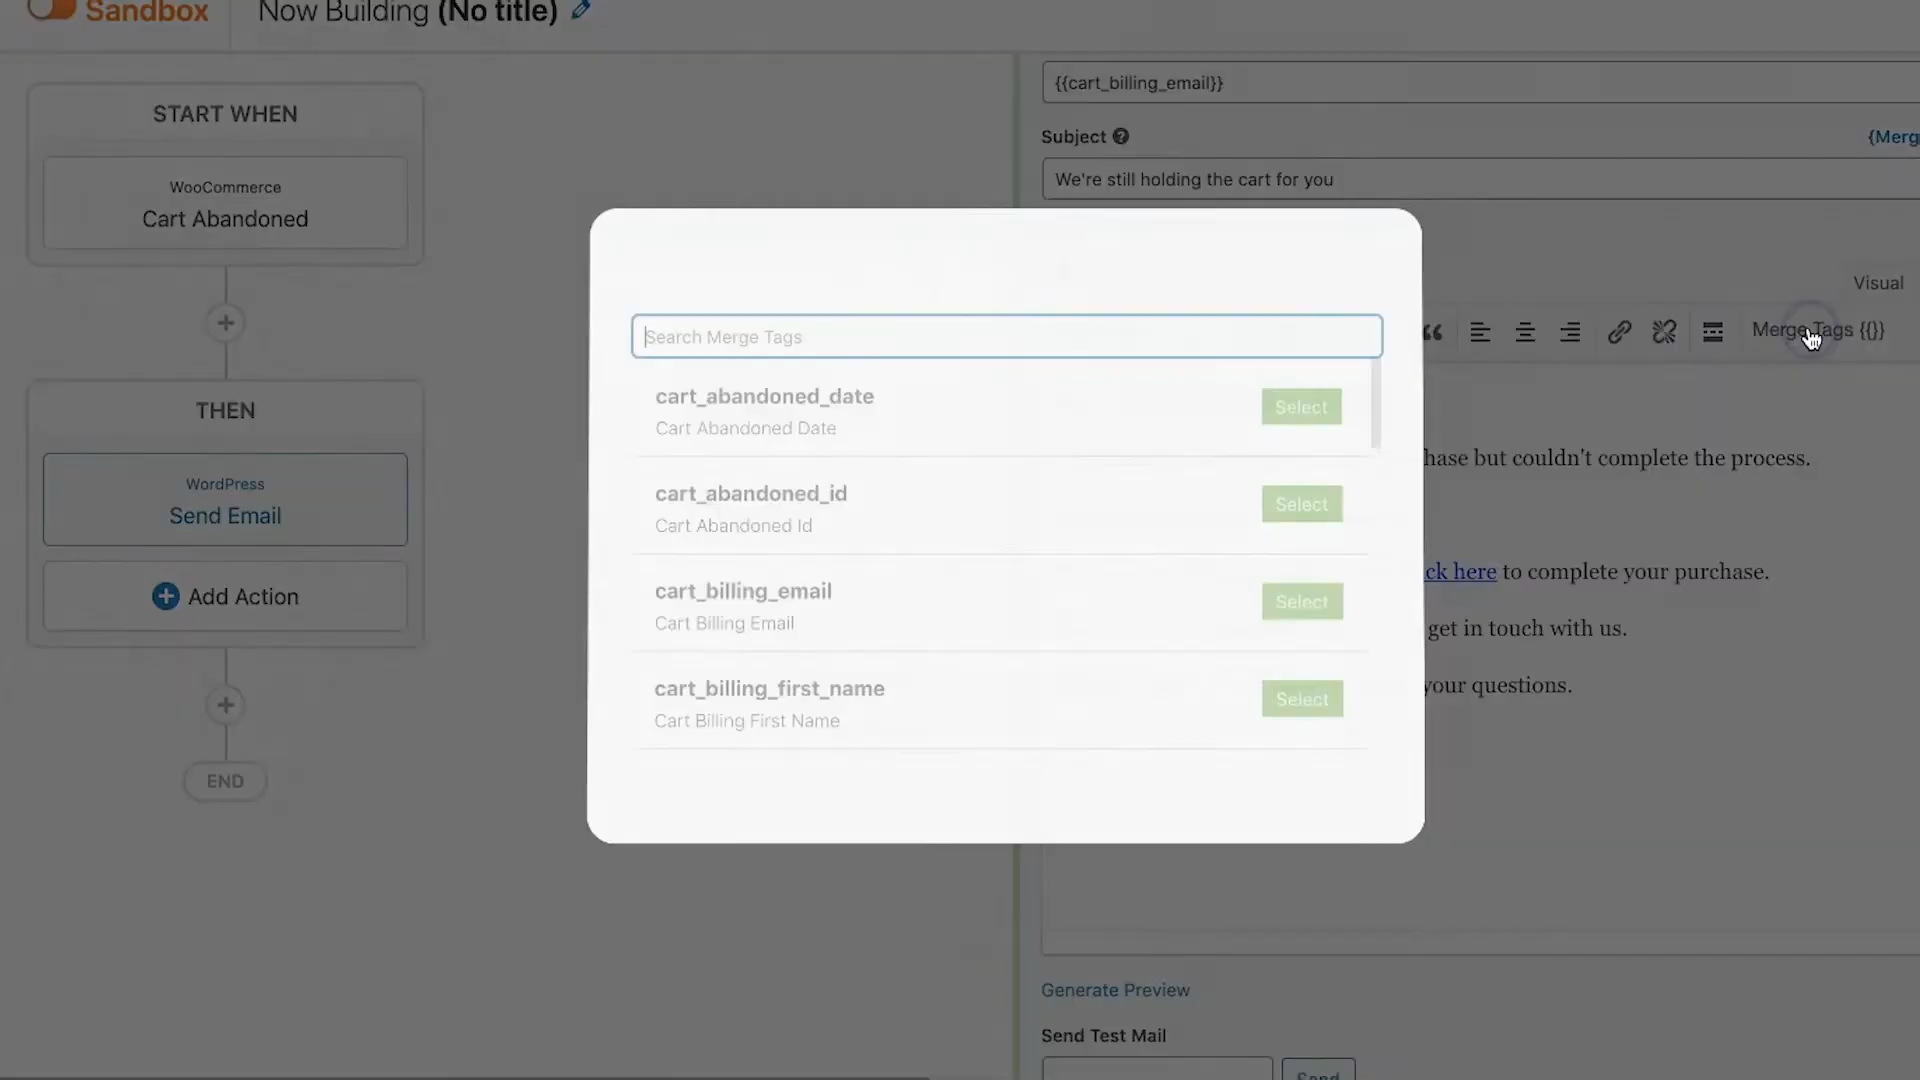 Sandbox
Now Building (No title)
START WHEN
WooCommerce
Cart Abandoned
THEN
WordPress
Send Email
Add Action
END
{{cart_billing_email}}
Subject
We're still holding the cart for you
Visual
Merge Tags {{}}
hase but couldn't complete the process.
ck here to complete your purchase.
get in touch with us.
your questions.
Generate Preview
Send Test Mail
Send
Search Merge Tags
cart_abandoned_date
Cart Abandoned Date
Select
cart_abandoned_id
Cart Abandoned Id
Select
cart_billing_email
Cart Billing Email
Select
cart_billing_first_name
Cart Billing First Name
Select